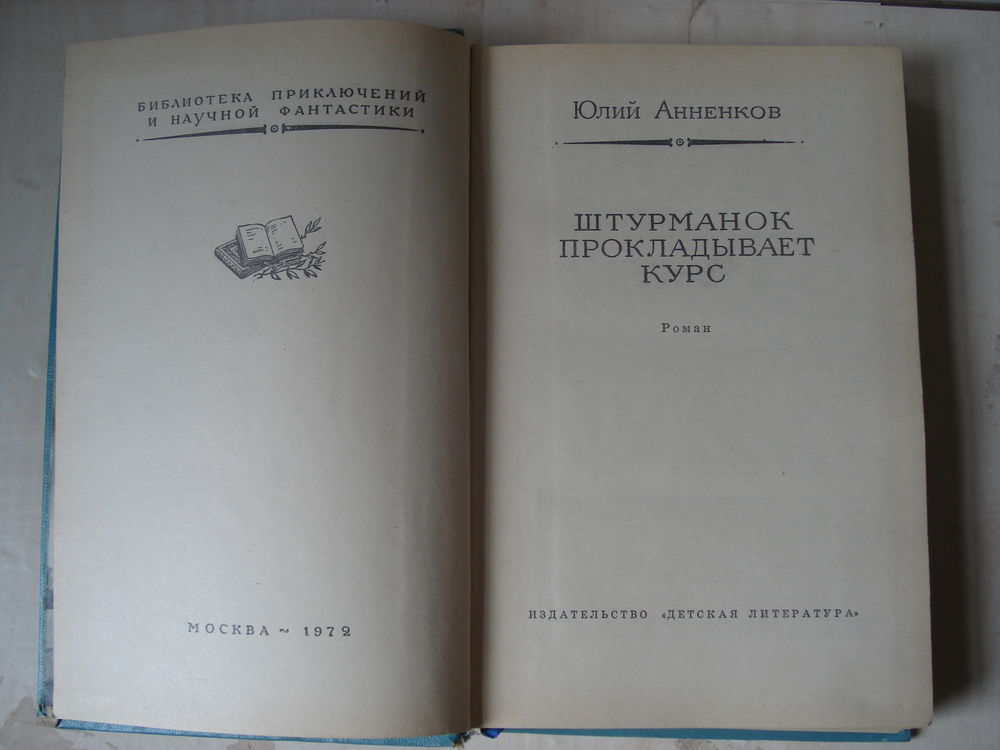 БИБЛИОТЕКА ПРИКЛЮЧЕНИЙ
И НАУЧНОЙ ФАНТАСТИКИ
МОСКВА ~ 1972
ЮЛИЙ АННЕНКОВ
ШТУРМАНОК
ПРОКЛАДЫВАЕТ
КУРС
Роман
ИЗДАТЕЛЬСТВО «ДЕТСКАЯ ЛИТЕРАТУРА»